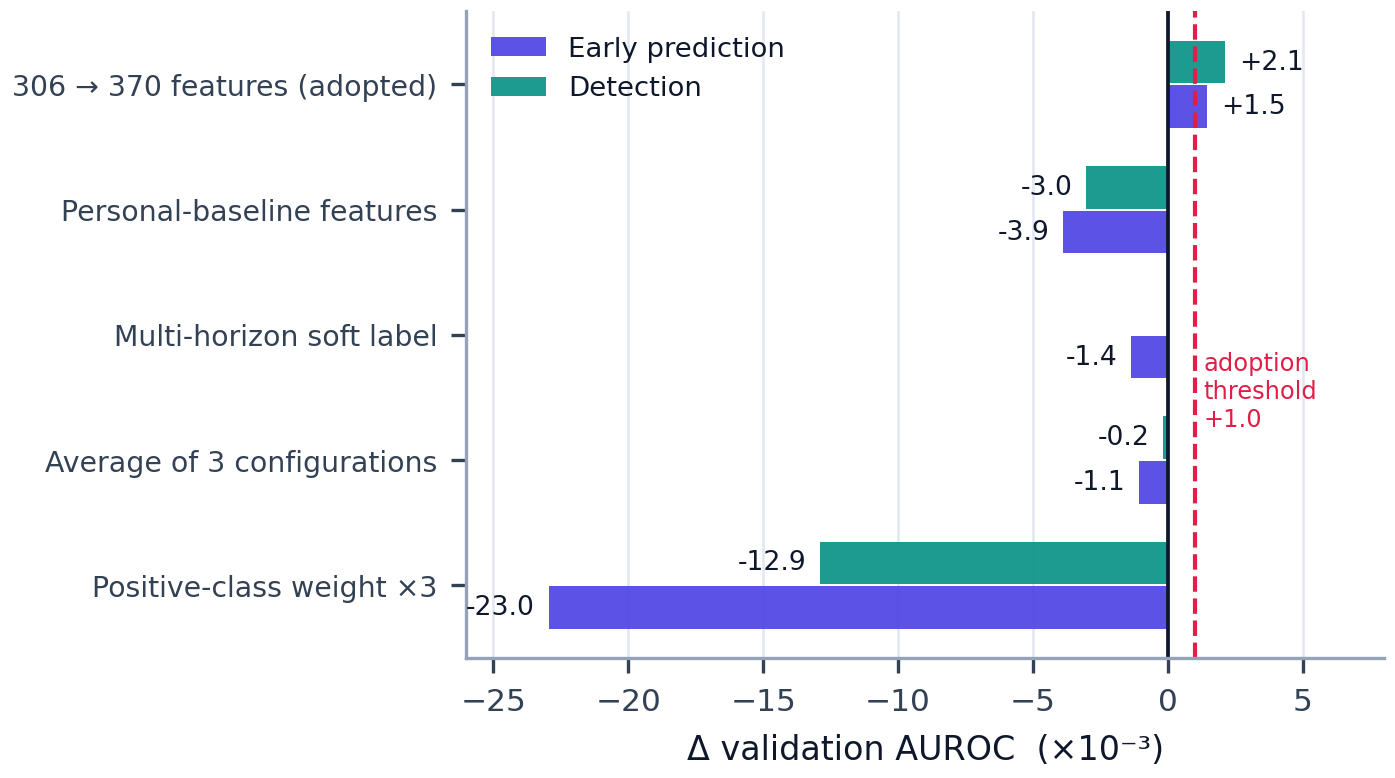 Early prediction
Detection
306 → 370 features (adopted)
+2.1
+1.5
Personal-baseline features
-3.0
-3.9
Multi-horizon soft label
-1.4
adoption
threshold
+1.0
Average of 3 configurations
-0.2
-1.1
Positive-class weight ×3
-12.9
-23.0
−25 −20 −15 −10 −5 0 5
Δ validation AUROC (×10⁻³)